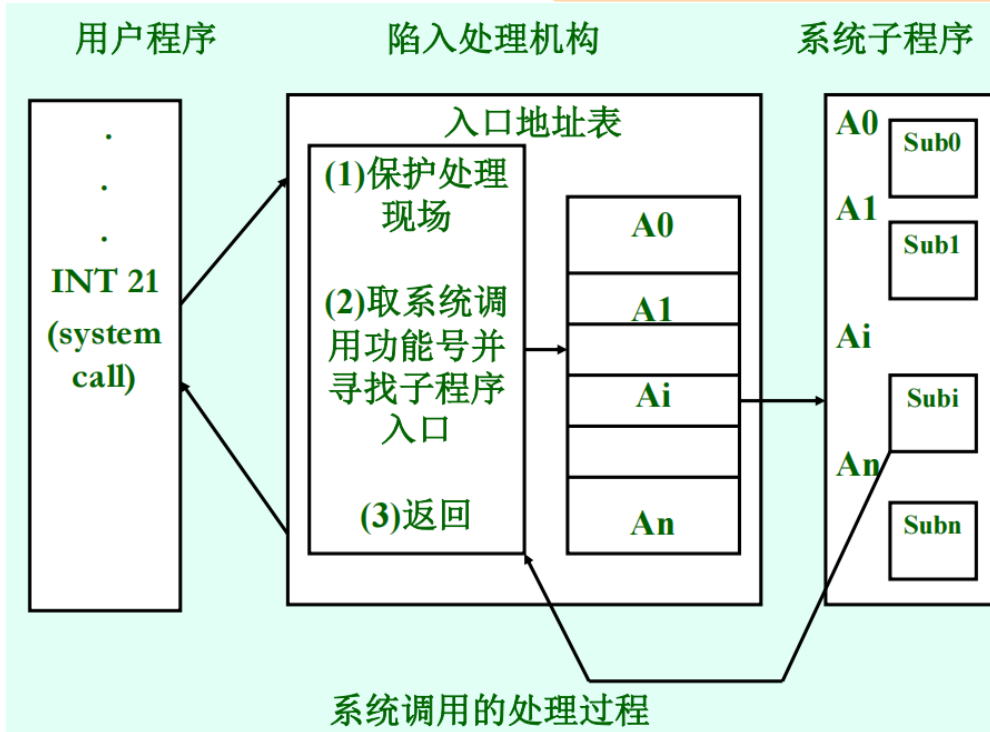 用户程序
陷入处理机构
系统子程序
.
.
.
INT 21
(system
call)
入口地址表
(1)保护处理
现场
(2)取系统调
用功能号并
寻找子程序
入口
(3)返回
A0
A1
Ai
An
A0
Sub0
A1
Sub1
Ai
Subi
An
Subn
系统调用的处理过程